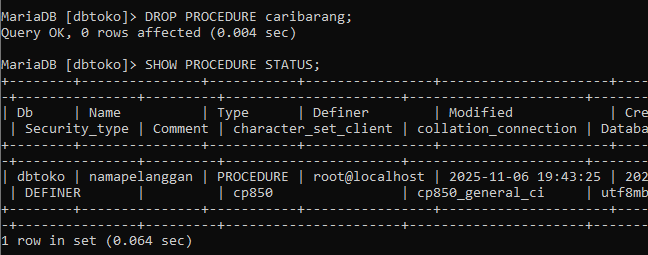 MariaDB [dbtoko]> DROP PROCEDURE caribarang;
Query OK, 0 rows affected (0.004 sec)
MariaDB [dbtoko]> SHOW PROCEDURE STATUS;
+--------+---------------+-----------+----------------+---------------------+----
-+---------------+---------+----------------------+----------------------+------
| Db     | Name          | Type      | Definer        | Modified            | Cre
 | Security_type | Comment | character_set_client | collation_connection | Databa
+--------+---------------+-----------+----------------+---------------------+----
-+---------------+---------+----------------------+----------------------+------
| dbtoko | namapelanggan | PROCEDURE | root@localhost | 2025-11-06 19:43:25 | 202
 | DEFINER       |         | cp850                | cp850_general_ci     | utf8mb
+--------+---------------+-----------+----------------+---------------------+----
-+---------------+---------+----------------------+----------------------+------
1 row in set (0.064 sec)